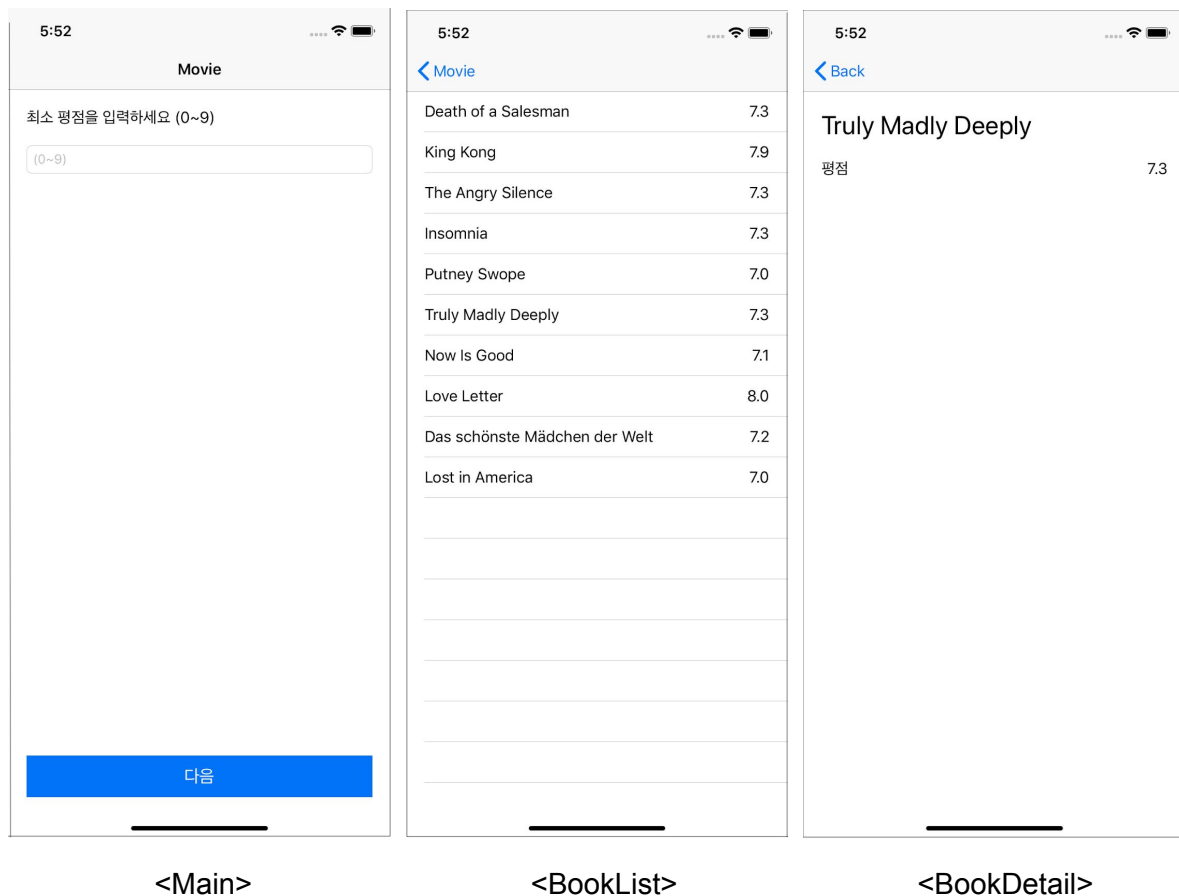 5:52
Movie
최소 평점을 입력하세요 (0~9)
(0~9)
다음
<Main>
5:52
Movie
Death of a Salesman 7.3
King Kong 7.9
The Angry Silence 7.3
Insomnia 7.3
Putney Swope 7.0
Truly Madly Deeply 7.3
Now Is Good 7.1
Love Letter 8.0
Das schönste Mädchen der Welt 7.2
Lost in America 7.0
<BookList>
5:52
Back
Truly Madly Deeply
평점 7.3
<BookDetail>